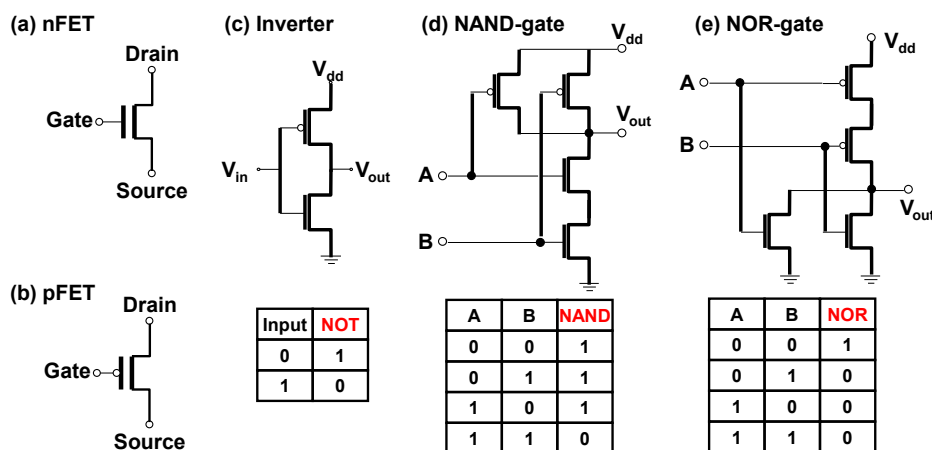 (a) nFET
Drain
Gate
Source
(b) pFET
Drain
Gate
Source
(c) Inverter
Vdd
Vin
Vout
Input NOT
0 1
1 0
(d) NAND-gate
Vdd
Vout
A
B
A B NAND
0 0 1
0 1 1
1 0 1
1 1 0
(e) NOR-gate
Vdd
A
B
Vout
A B NOR
0 0 1
0 1 0
1 0 0
1 1 0